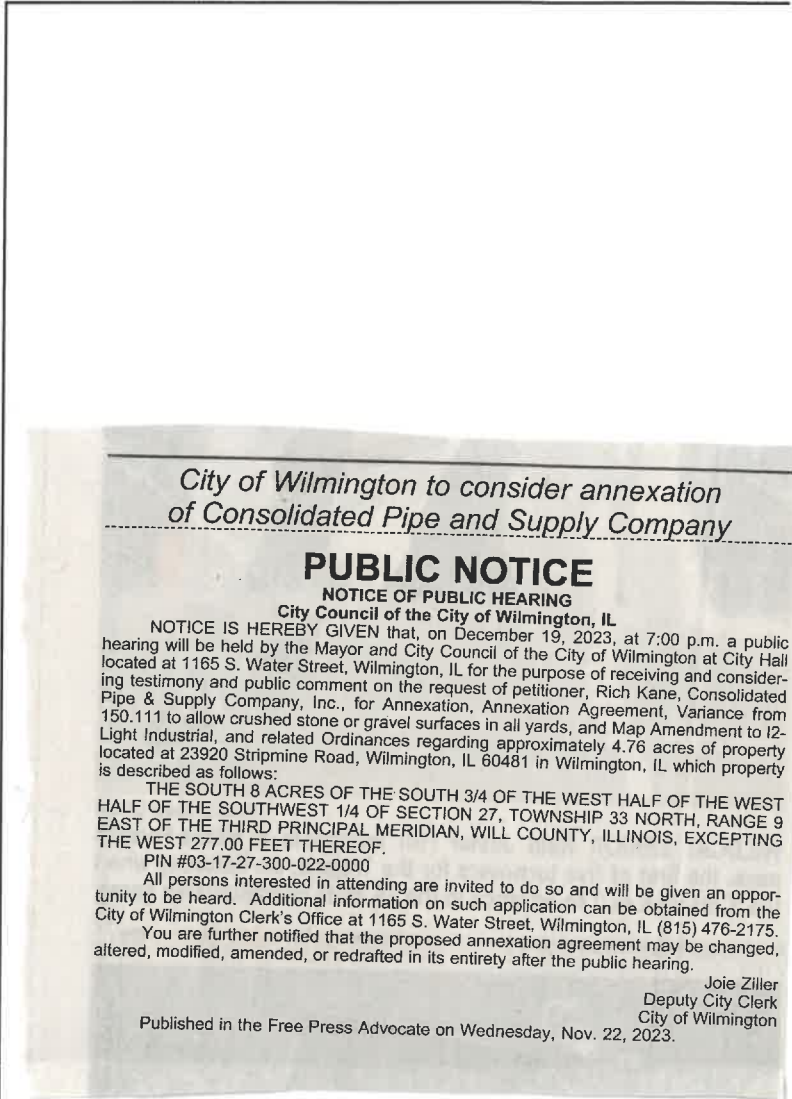 City of Wilmington to consider annexation
of Consolidated Pipe and Supply Company
PUBLIC NOTICE
NOTICE OF PUBLIC HEARING
City Council of the City of Wilmington, IL
NOTICE IS HEREBY GIVEN that, on December 19, 2023, at 7:00 p.m. a public
hearing will be held by the Mayor and City Council of the City of Wilmington at City Hall
located at 1165 S. Water Street, Wilmington, IL for the purpose of receiving and consider-
ing testimony and public comment on the request of petitioner, Rich Kane, Consolidated
Pipe & Supply Company, Inc., for Annexation, Annexation Agreement, Variance from
150.111 to allow crushed stone or gravel surfaces in all yards, and Map Amendment to I2-
Light Industrial, and related Ordinances regarding approximately 4.76 acres of property
located at 23920 Stripmine Road, Wilmington, IL 60481 in Wilmington, IL which property
is described as follows:
THE SOUTH 8 ACRES OF THE SOUTH 3/4 OF THE WEST HALF OF THE WEST
HALF OF THE SOUTHWEST 1/4 OF SECTION 27, TOWNSHIP 33 NORTH, RANGE 9
EAST OF THE THIRD PRINCIPAL MERIDIAN, WILL COUNTY, ILLINOIS, EXCEPTING
THE WEST 277.00 FEET THEREOF.
PIN #03-17-27-300-022-0000
All persons interested in attending are invited to do so and will be given an oppor-
tunity to be heard. Additional information on such application can be obtained from the
City of Wilmington Clerk's Office at 1165 S. Water Street, Wilmington, IL (815) 476-2175.
You are further notified that the proposed annexation agreement may be changed,
altered, modified, amended, or redrafted in its entirety after the public hearing.
Joie Ziller
Deputy City Clerk
City of Wilmington
Published in the Free Press Advocate on Wednesday, Nov. 22, 2023.